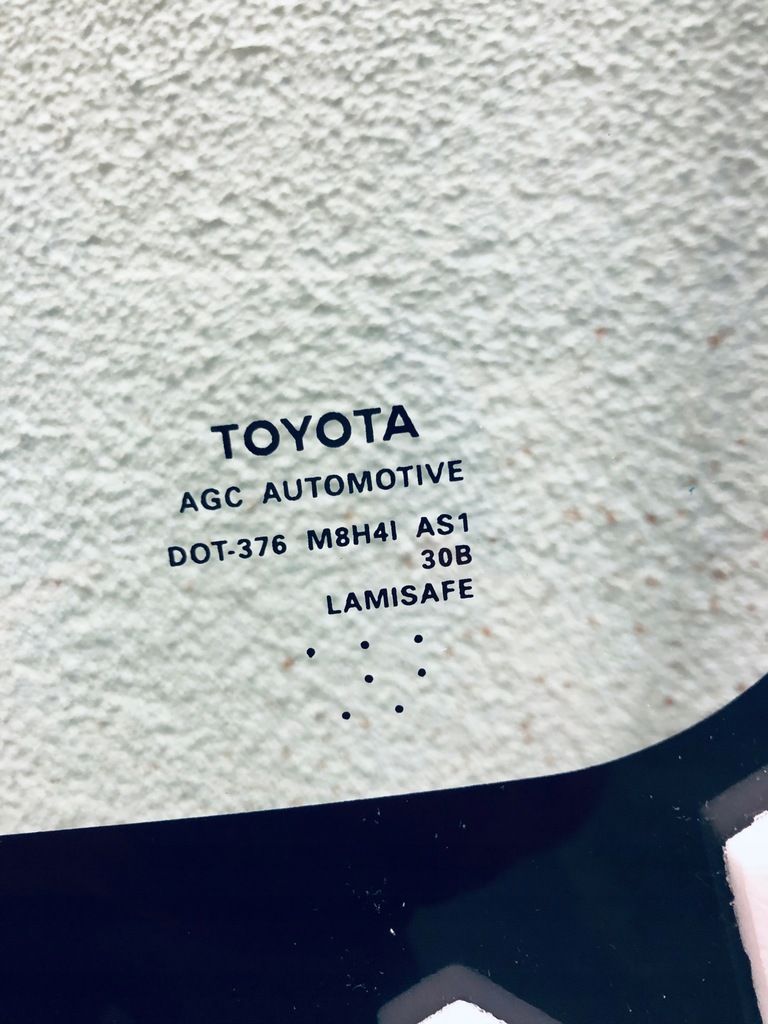 TOYOTA
AGC AUTOMOTIVE
DOT-376 M8H4I AS1
30B
LAMISAFE